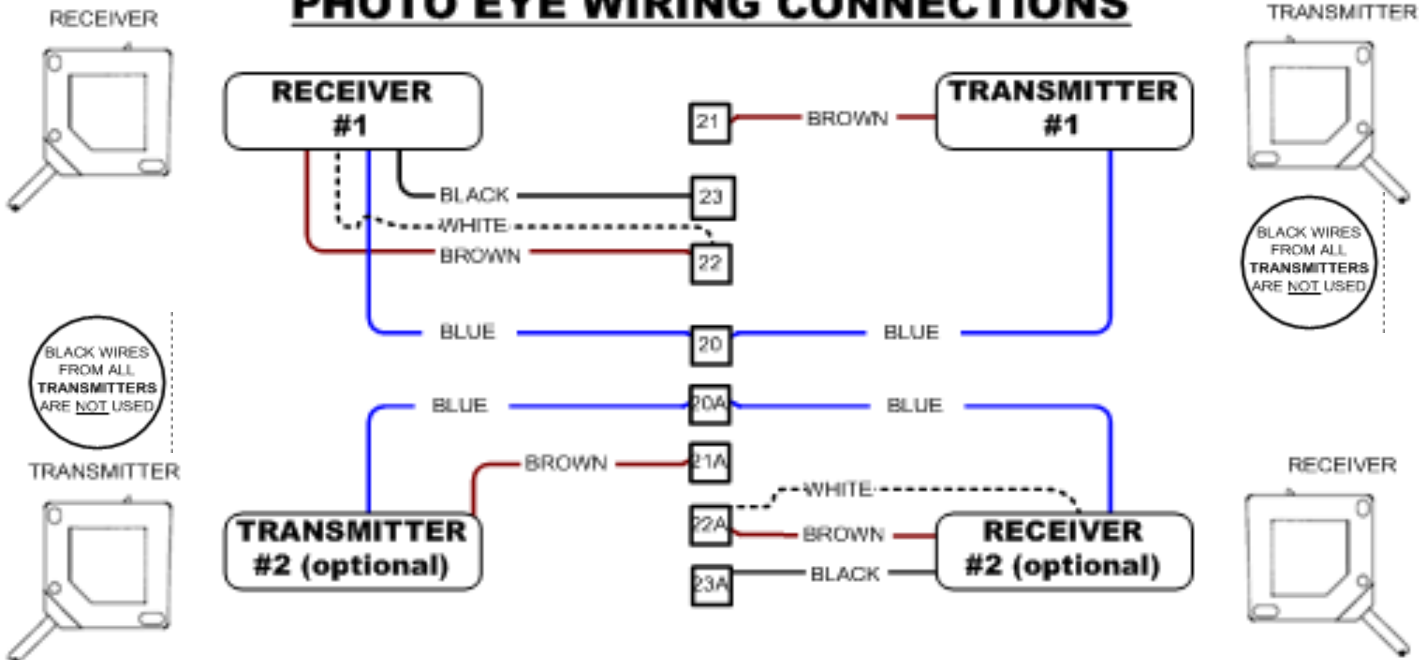 PHOTO EYE WIRING CONNECTIONS
RECEIVER
TRANSMITTER
RECEIVER
#1
TRANSMITTER
#1
21
BROWN
BLACK
23
WHITE
BROWN
22
BLACK WIRES
FROM ALL
TRANSMITTERS
ARE NOT USED
BLUE
20
BLUE
BLACK WIRES
FROM ALL
TRANSMITTERS
ARE NOT USED
BLUE
20A
BLUE
BROWN
21A
TRANSMITTER
RECEIVER
WHITE
TRANSMITTER
#2 (optional)
22A
BROWN
RECEIVER
#2 (optional)
23A
BLACK